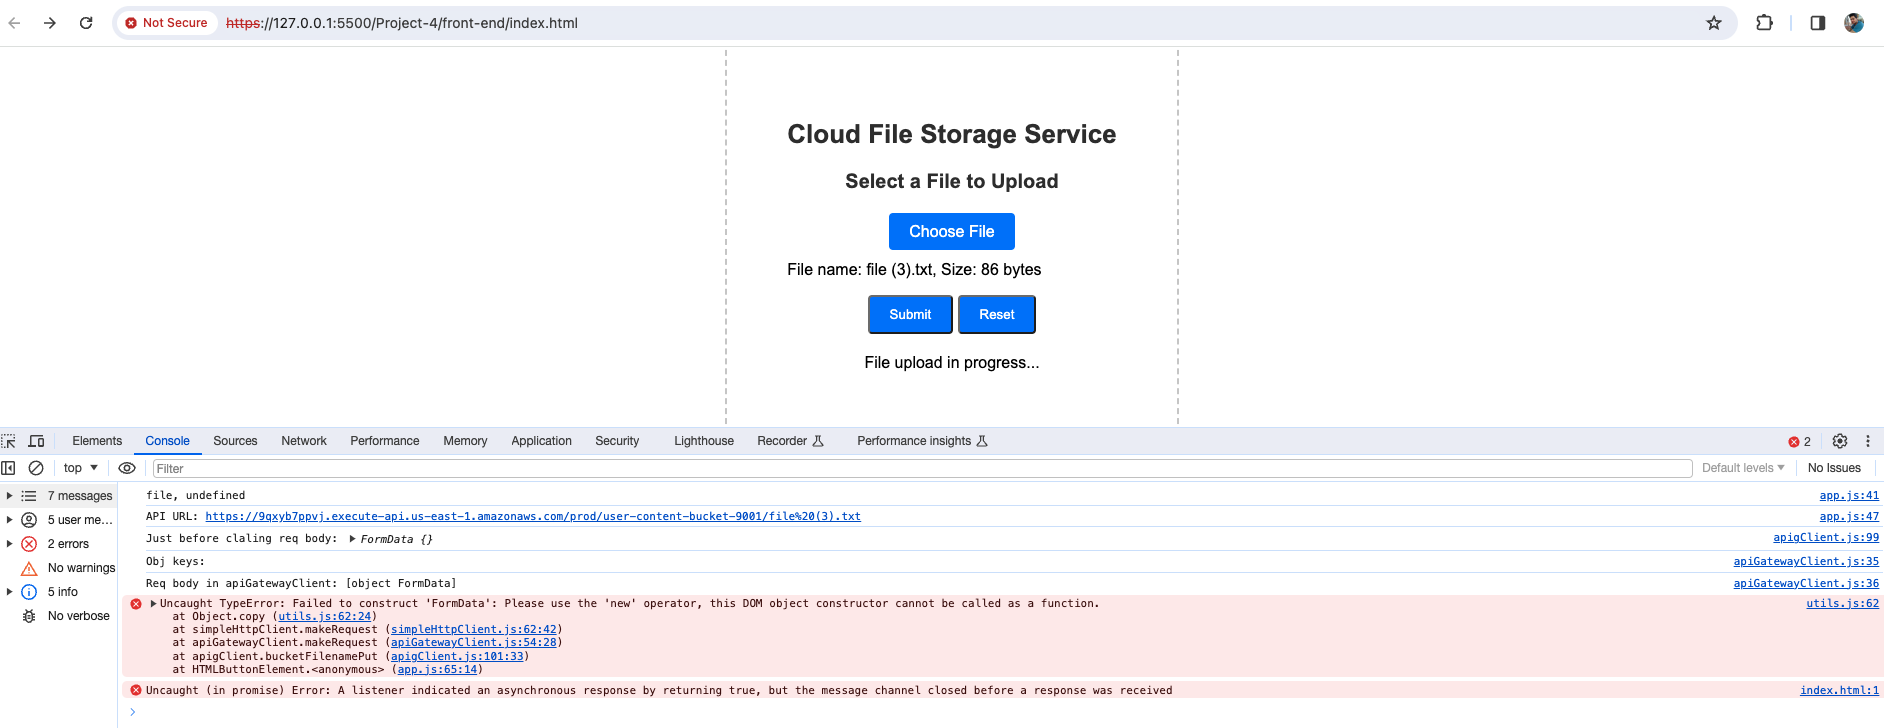 Not Secure https://127.0.0.1:5500/Project-4/front-end/index.html
Cloud File Storage Service
Select a File to Upload
Choose File
File name: file (3).txt, Size: 86 bytes
Submit Reset
File upload in progress...
Elements Console Sources Network Performance Memory Application Security Lighthouse Recorder Performance insights 2
top Filter Default levels No Issues
7 messages
5 user me...
2 errors
No warnings
5 info
No verbose
file, undefined app.js:41
API URL: https://9qxyb7ppvj.execute-api.us-east-1.amazonaws.com/prod/user-content-bucket-9001/file%20(3).txt app.js:47
Just before claling req body: FormData {} apigClient.js:99
Obj keys: apiGatewayClient.js:35
Req body in apiGatewayClient: [object FormData] apiGatewayClient.js:36
Uncaught TypeError: Failed to construct 'FormData': Please use the 'new' operator, this DOM object constructor cannot be called as a function. utils.js:62
at Object.copy (utils.js:62:24)
at simpleHttpClient.makeRequest (simpleHttpClient.js:62:42)
at apiGatewayClient.makeRequest (apiGatewayClient.js:54:28)
at apigClient.bucketFilenamePut (apigClient.js:101:33)
at HTMLButtonElement.<anonymous> (app.js:65:14)
Uncaught (in promise) Error: A listener indicated an asynchronous response by returning true, but the message channel closed before a response was received index.html:1